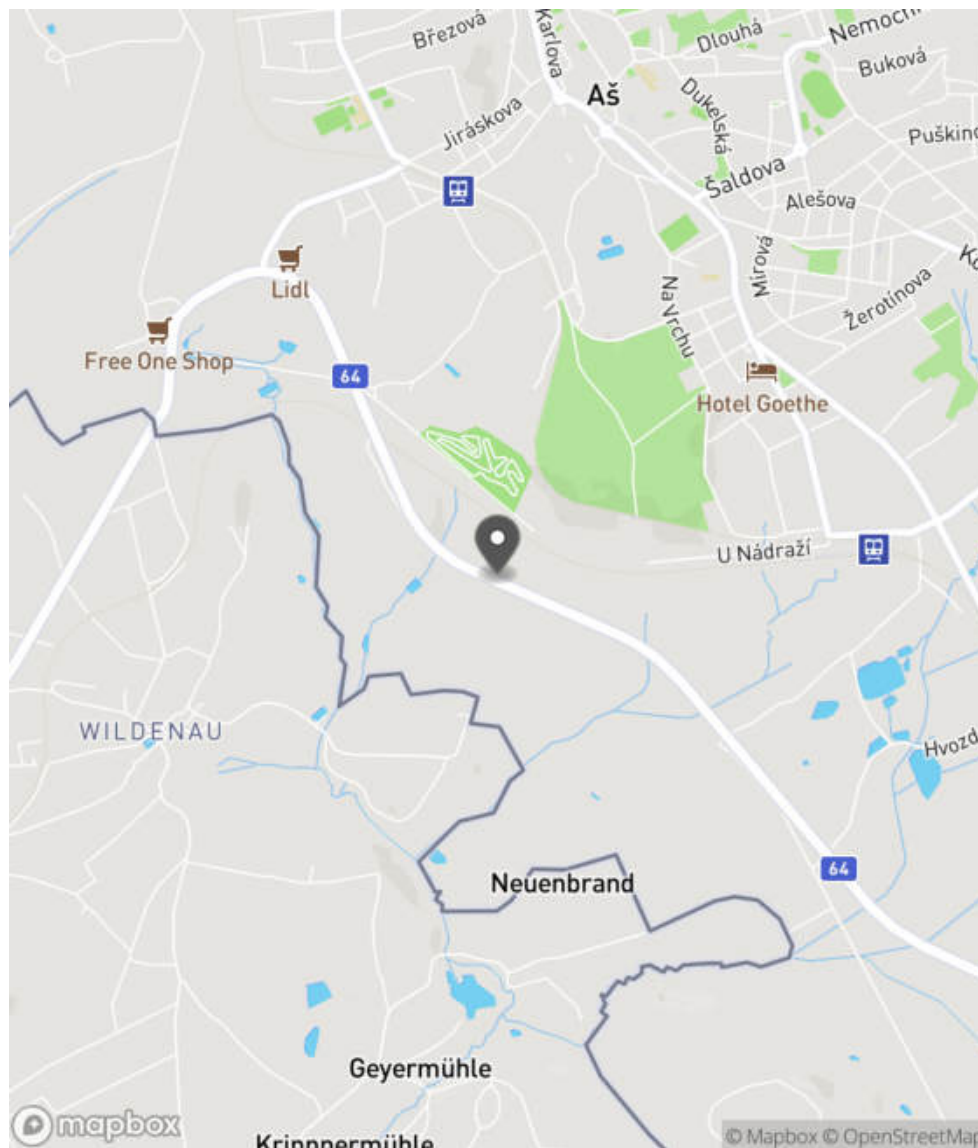 Březová
Karlova
Dlouhá
Nemocni
Buková
Aš
Jiráskova
Dukelská
Puškino
Šaldova
Alešova
Mírová
Lidl
Na Vrchu
Žerotínova
Free One Shop
64
Hotel Goethe
U Nádraží
WILDENAU
Hvozd
64
Neuenbrand
Geyermühle
Krippnermühle
mapbox
© Mapbox © OpenStreetMa